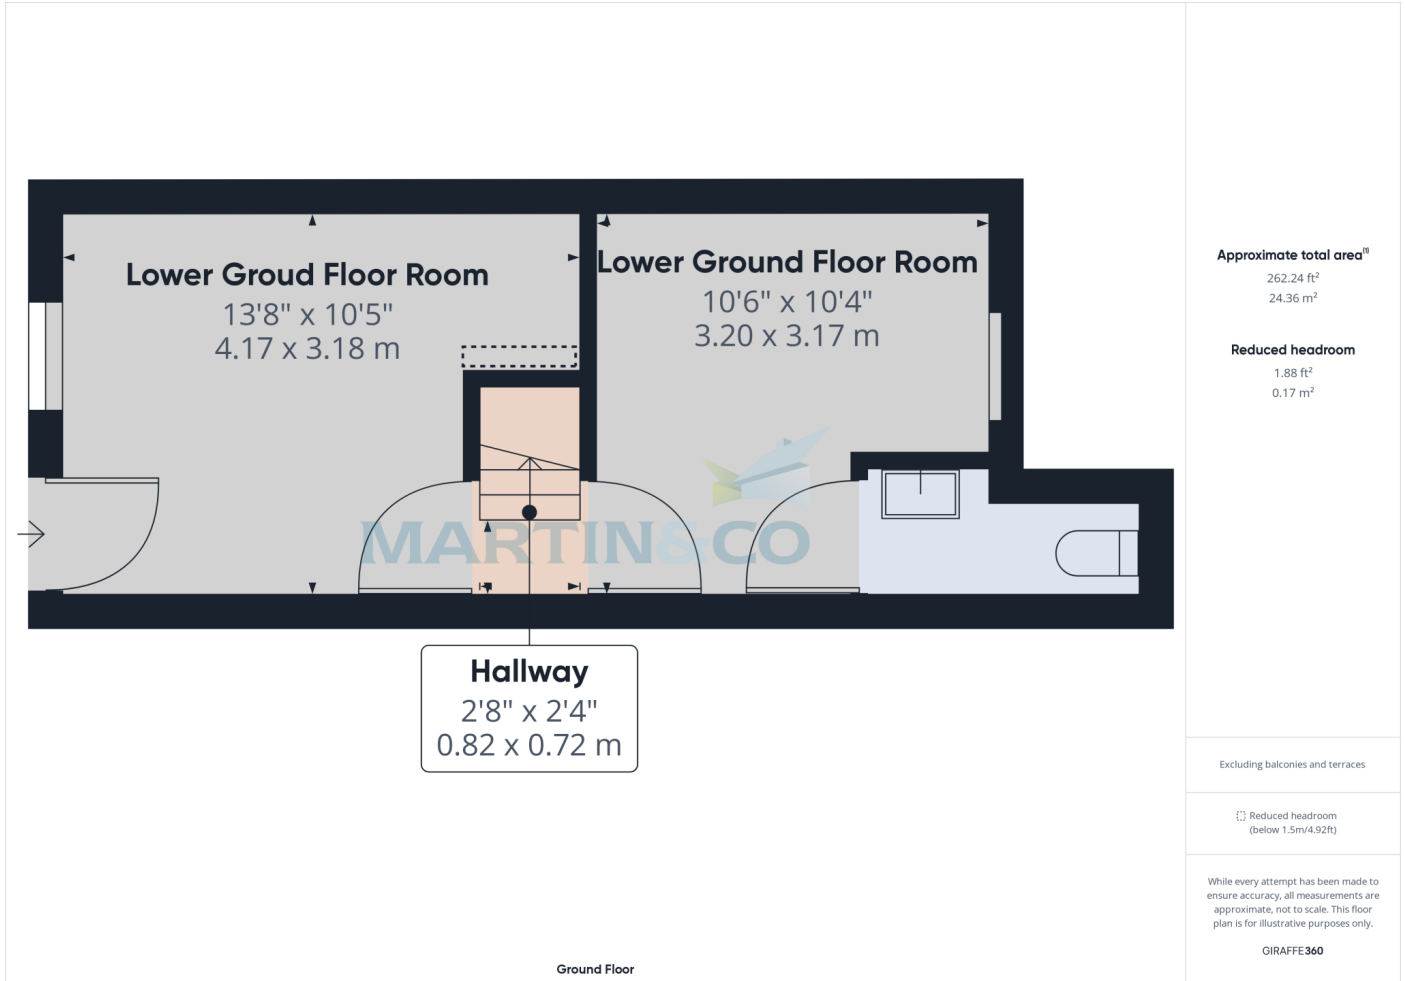 Lower Groud Floor Room
13'8" x 10'5"
4.17 x 3.18 m
Lower Ground Floor Room
10'6" x 10'4"
3.20 x 3.17 m
MARTIN&CO
Hallway
2'8" x 2'4"
0.82 x 0.72 m
Ground Floor
Approximate total area⁽¹⁾
262.24 ft²
24.36 m²
Reduced headroom
1.88 ft²
0.17 m²
Excluding balconies and terraces
Reduced headroom
(below 1.5m/4.92ft)
While every attempt has been made to
ensure accuracy, all measurements are
approximate, not to scale. This floor
plan is for illustrative purposes only.
GIRAFFE360